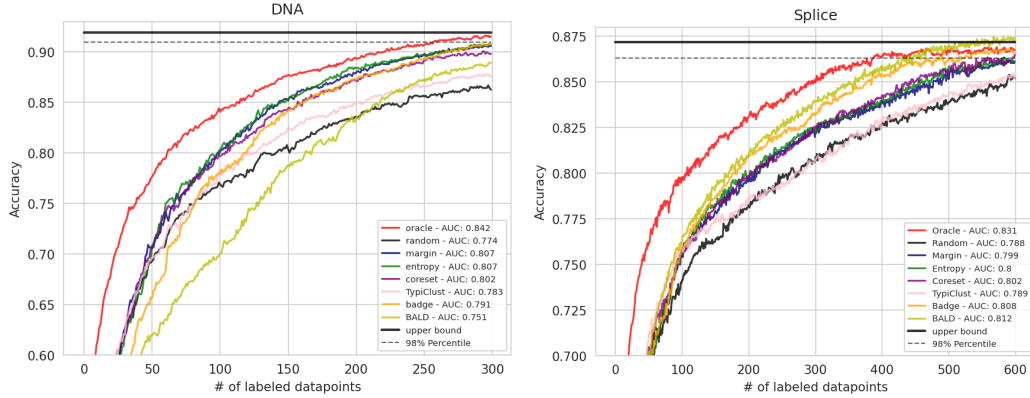 DNA
Accuracy
0.90
0.85
0.80
0.75
0.70
0.65
0.60
0
50
100
150
200
250
300
# of labeled datapoints
oracle - AUC: 0.842
random - AUC: 0.774
margin - AUC: 0.807
entropy - AUC: 0.807
coreset - AUC: 0.802
TypiClust - AUC: 0.783
badge - AUC: 0.791
BALD - AUC: 0.751
upper bound
98% Percentile
Splice
Accuracy
0.875
0.850
0.825
0.800
0.775
0.750
0.725
0.700
0
100
200
300
400
500
600
# of labeled datapoints
Oracle - AUC: 0.831
Random - AUC: 0.788
Margin - AUC: 0.799
Entropy - AUC: 0.8
Coreset - AUC: 0.802
TypiClust - AUC: 0.789
Badge - AUC: 0.808
BALD - AUC: 0.812
upper bound
98% Percentile